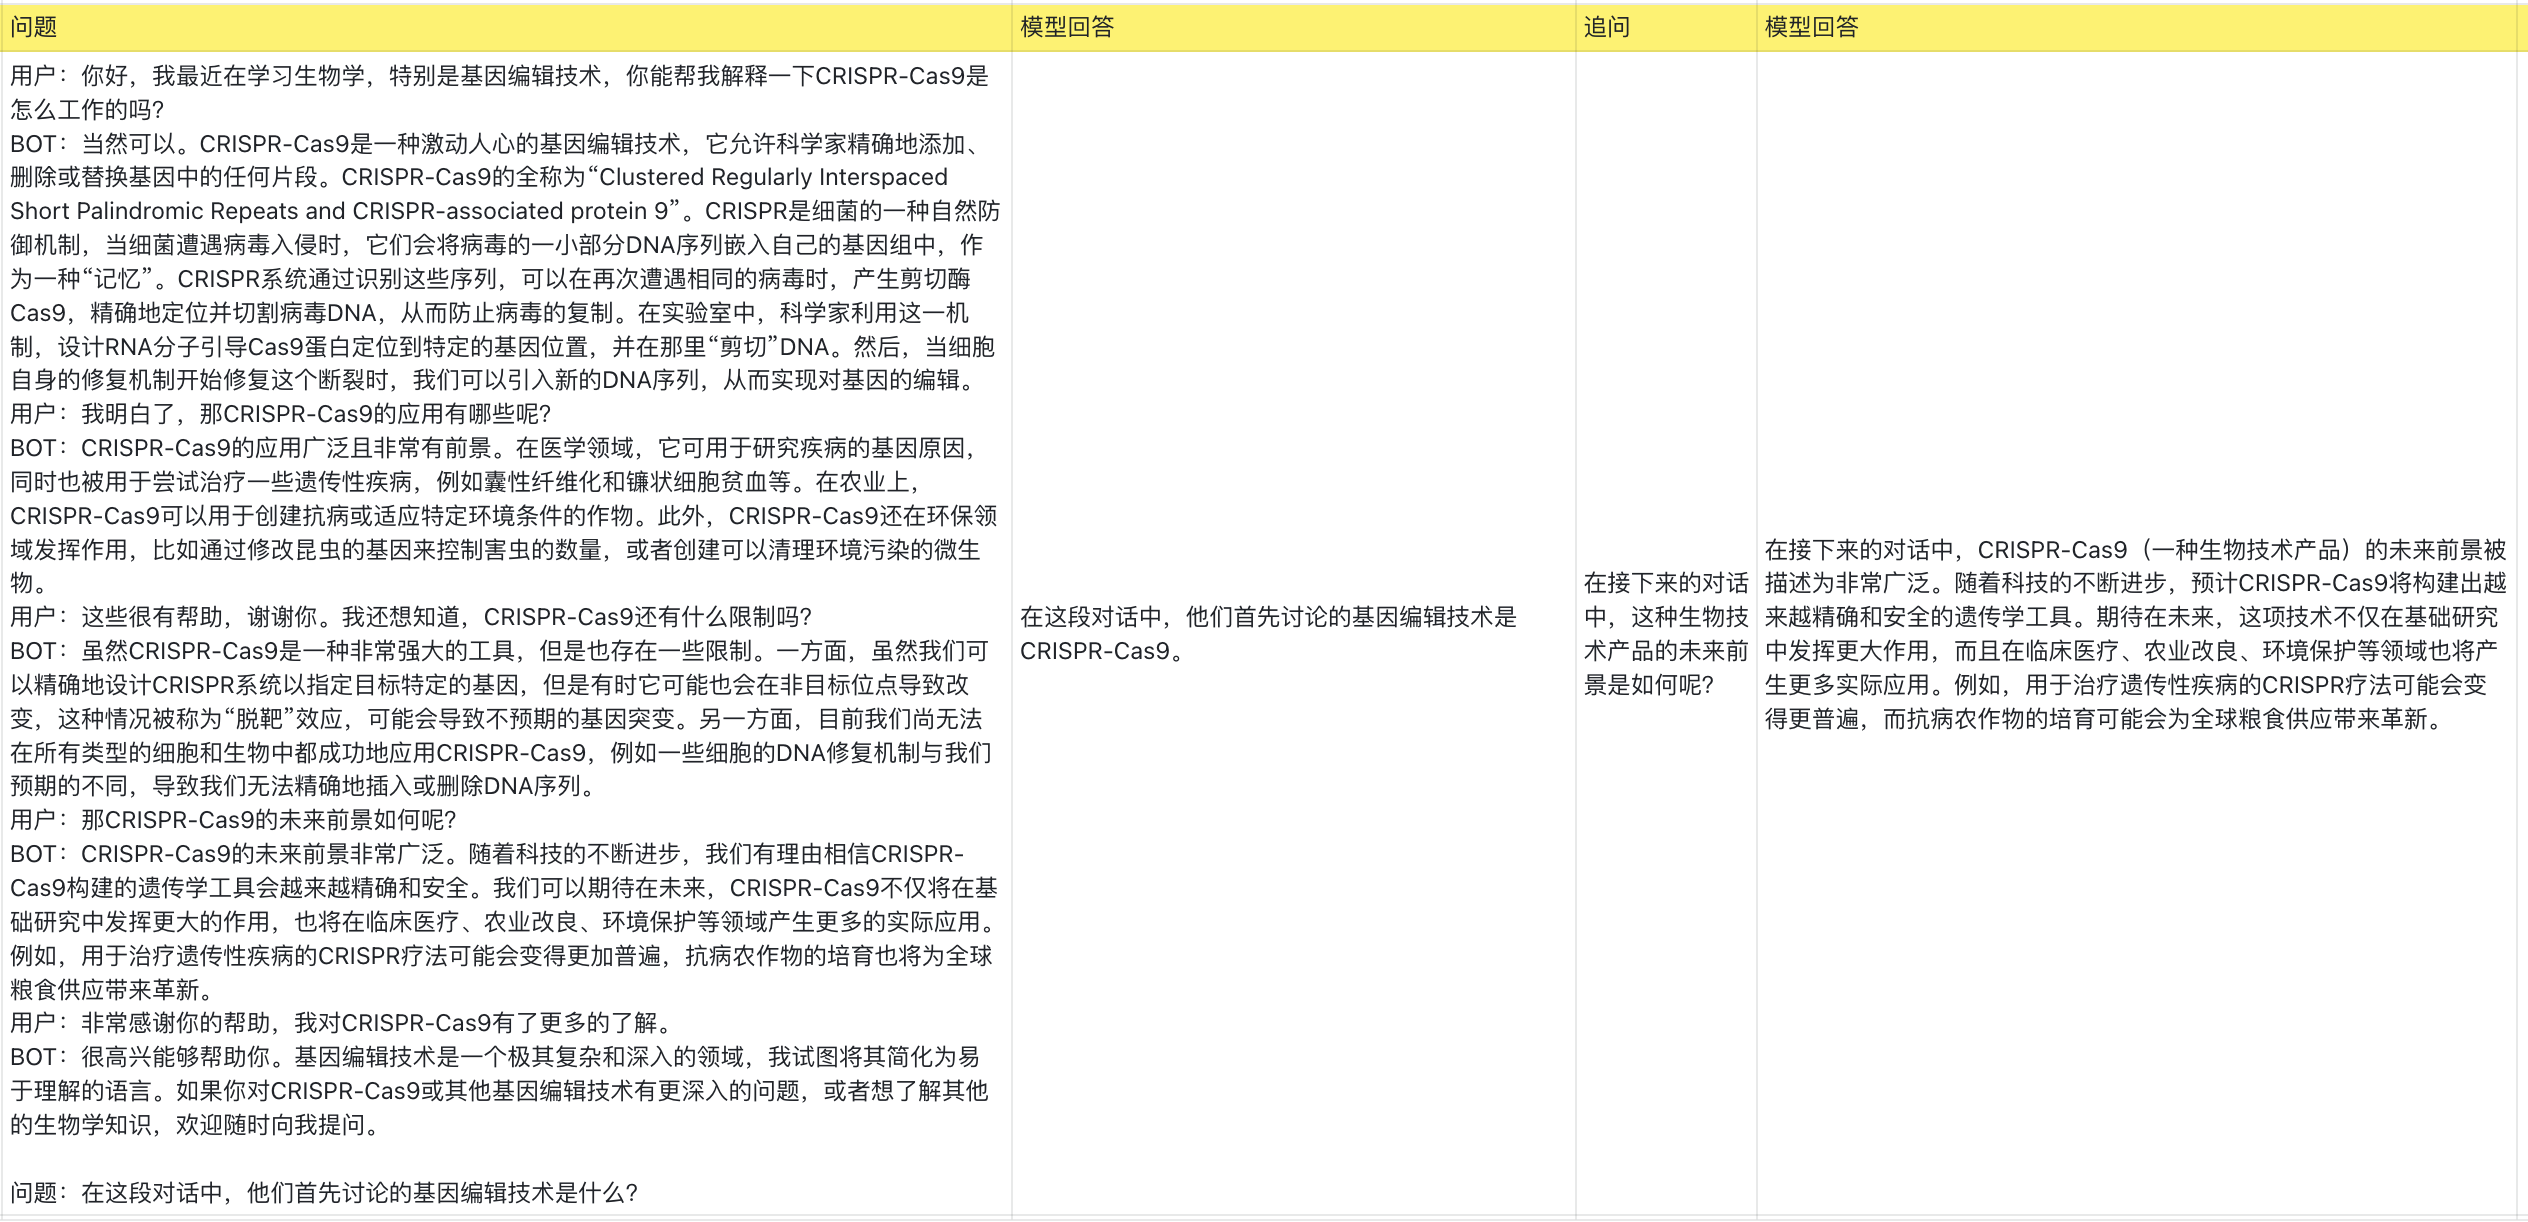 问题
模型回答
追问
模型回答
用户：你好，我最近在学习生物学，特别是基因编辑技术，你能帮我解释一下CRISPR-Cas9是
怎么工作的吗？
BOT：当然可以。CRISPR-Cas9是一种激动人心的基因编辑技术，它允许科学家精确地添加、
删除或替换基因中的任何片段。CRISPR-Cas9的全称为“Clustered Regularly Interspaced
Short Palindromic Repeats and CRISPR-associated protein 9”。CRISPR是细菌的一种自然防
御机制，当细菌遭遇病毒入侵时，它们会将病毒的一小部分DNA序列嵌入自己的基因组中，作
为一种“记忆”。CRISPR系统通过识别这些序列，可以在再次遭遇相同的病毒时，产生剪切酶
Cas9，精确地定位并切割病毒DNA，从而防止病毒的复制。在实验室中，科学家利用这一机
制，设计RNA分子引导Cas9蛋白定位到特定的基因位置，并在那里“剪切”DNA。然后，当细胞
自身的修复机制开始修复这个断裂时，我们可以引入新的DNA序列，从而实现对基因的编辑。
用户：我明白了，那CRISPR-Cas9的应用有哪些呢？
BOT：CRISPR-Cas9的应用广泛且非常有前景。在医学领域，它可用于研究疾病的基因原因，
同时也被用于尝试治疗一些遗传性疾病，例如囊性纤维化和镰状细胞贫血等。在农业上，
CRISPR-Cas9可以用于创建抗病或适应特定环境条件的作物。此外，CRISPR-Cas9还在环保领
域发挥作用，比如通过修改昆虫的基因来控制害虫的数量，或者创建可以清理环境污染的微生
物。
用户：这些很有帮助，谢谢你。我还想知道，CRISPR-Cas9还有什么限制吗？
BOT：虽然CRISPR-Cas9是一种非常强大的工具，但是也存在一些限制。一方面，虽然我们可
以精确地设计CRISPR系统以指定目标特定的基因，但是有时它可能也会在非目标位点导致改
变，这种情况被称为“脱靶”效应，可能会导致不预期的基因突变。另一方面，目前我们尚无法
在所有类型的细胞和生物中都成功地应用CRISPR-Cas9，例如一些细胞的DNA修复机制与我们
预期的不同，导致我们无法精确地插入或删除DNA序列。
用户：那CRISPR-Cas9的未来前景如何呢？
BOT：CRISPR-Cas9的未来前景非常广泛。随着科技的不断进步，我们有理由相信CRISPR-
Cas9构建的遗传学工具会越来越精确和安全。我们可以期待在未来，CRISPR-Cas9不仅将在基
础研究中发挥更大的作用，也将在临床医疗、农业改良、环境保护等领域产生更多的实际应用。
例如，用于治疗遗传性疾病的CRISPR疗法可能会变得更加普遍，抗病农作物的培育也将为全球
粮食供应带来革新。
用户：非常感谢你的帮助，我对CRISPR-Cas9有了更多的了解。
BOT：很高兴能够帮助你。基因编辑技术是一个极其复杂和深入的领域，我试图将其简化为易
于理解的语言。如果你对CRISPR-Cas9或其他基因编辑技术有更深入的问题，或者想了解其他
的生物学知识，欢迎随时向我提问。
问题：在这段对话中，他们首先讨论的基因编辑技术是什么？
在这段对话中，他们首先讨论的基因编辑技术是
CRISPR-Cas9。
在接下来的对话
中，这种生物技
术产品的未来前
景是如何呢？
在接下来的对话中，CRISPR-Cas9（一种生物技术产品）的未来前景被
描述为非常广泛。随着科技的不断进步，预计CRISPR-Cas9将构建出越
来越精确和安全的遗传学工具。期待在未来，这项技术不仅在基础研究
中发挥更大作用，而且在临床医疗、农业改良、环境保护等领域也将产
生更多实际应用。例如，用于治疗遗传性疾病的CRISPR疗法可能会变
得更普遍，而抗病农作物的培育可能会为全球粮食供应带来革新。